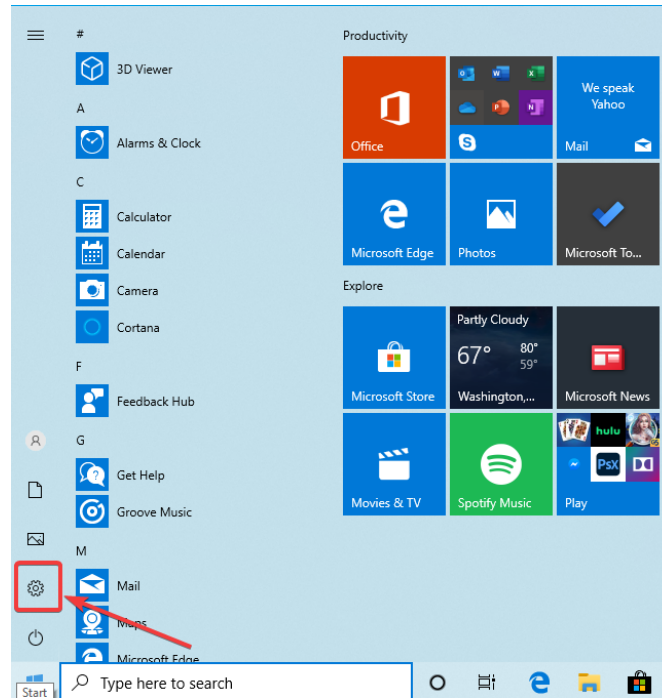 #
3D Viewer
A
Alarms & Clock
C
Calculator
Calendar
Camera
Cortana
F
Feedback Hub
G
Get Help
Groove Music
M
Mail
Maps
Microsoft Edge
Productivity
Office
We speak
Yahoo
Mail
Microsoft Edge
Photos
Microsoft To...
Explore
Microsoft Store
Partly Cloudy
67° 80°
59°
Washington,...
Microsoft News
Movies & TV
Spotify Music
hulu
PsX
Play
Start
Type here to search